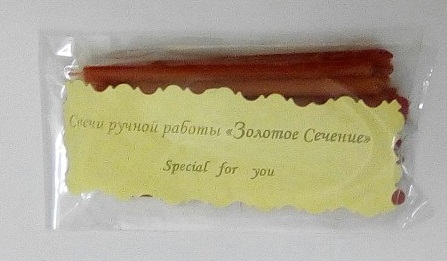 Свечи ручной работы «Золотое Сечение»
Special for you